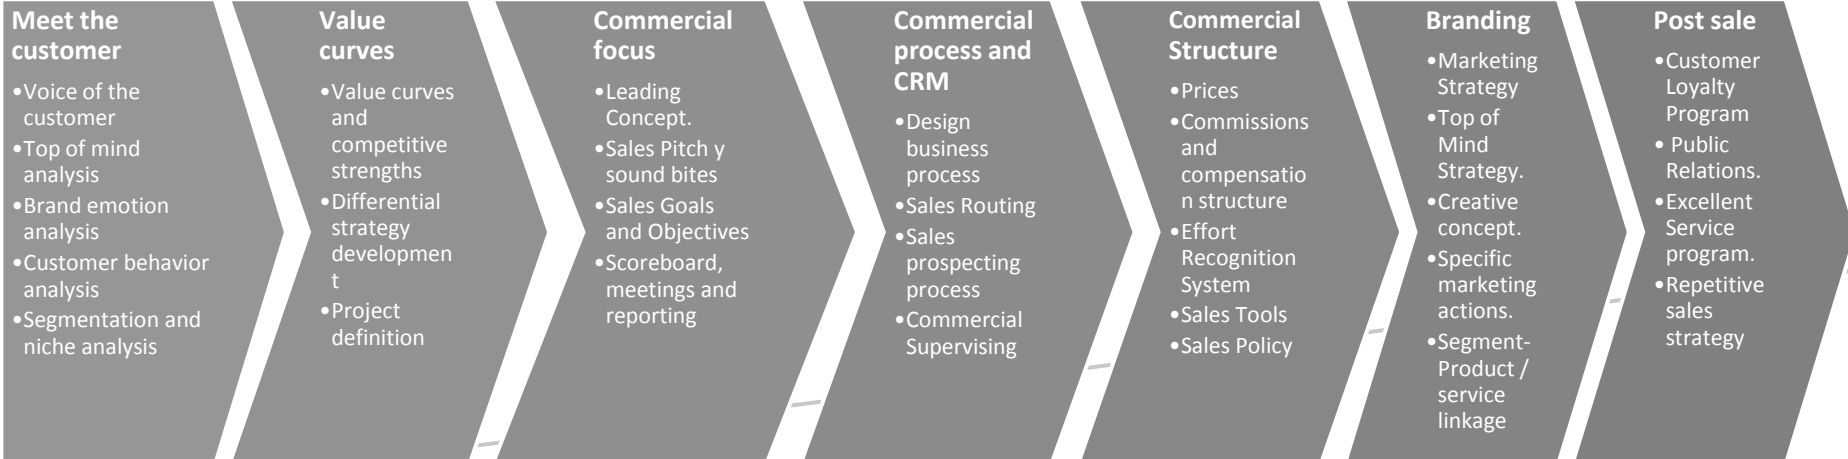 Meet the
customer
•Voice of the
customer
•Top of mind
analysis
•Brand emotion
analysis
•Customer behavior
analysis
•Segmentation and
niche analysis
Value
curves
•Value curves
and
competitive
strengths
•Differential
strategy
developmen
t
•Project
definition
Commercial
focus
•Leading
Concept.
•Sales Pitch y
sound bites
•Sales Goals
and Objectives
•Scoreboard,
meetings and
reporting
Commercial
process and
CRM
•Design
business
process
•Sales Routing
•Sales
prospecting
process
•Commercial
Supervising
Commercial
Structure
•Prices
•Commissions
and
compensatio
n structure
•Effort
Recognition
System
•Sales Tools
•Sales Policy
Branding
•Marketing
Strategy
•Top of
Mind
Strategy.
•Creative
concept.
•Specific
marketing
actions.
•Segment-
Product /
service
linkage
Post sale
•Customer
Loyalty
Program
• Public
Relations.
•Excellent
Service
program.
•Repetitive
sales
strategy